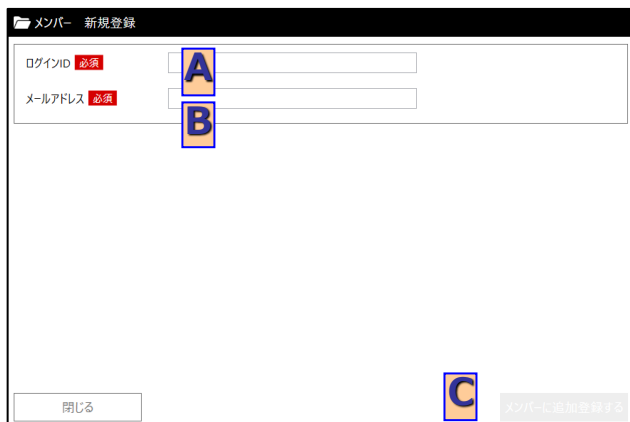 メンバー 新規登録
ログインID 必須
A
メールアドレス 必須
B
C
閉じる
メンバーに追加登録する